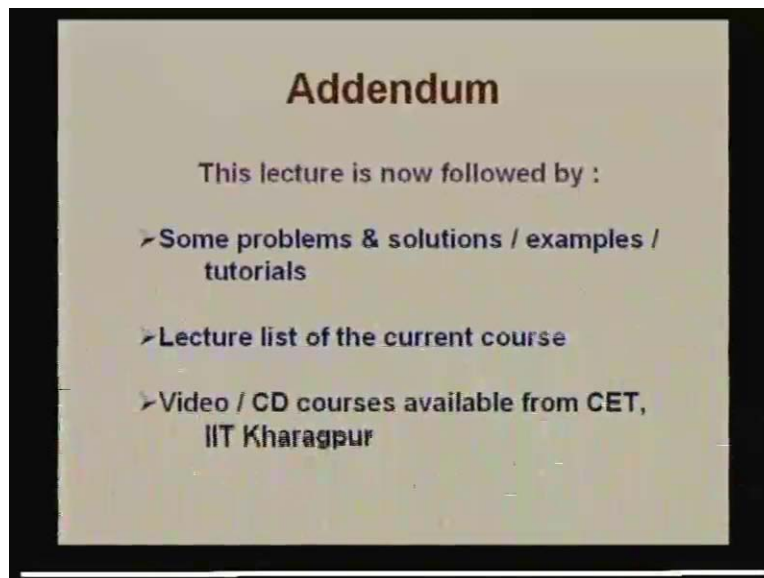 Addendum
This lecture is now followed by :
➢Some problems & solutions / examples /
tutorials
➢Lecture list of the current course
➢Video / CD courses available from CET,
IIT Kharagpur